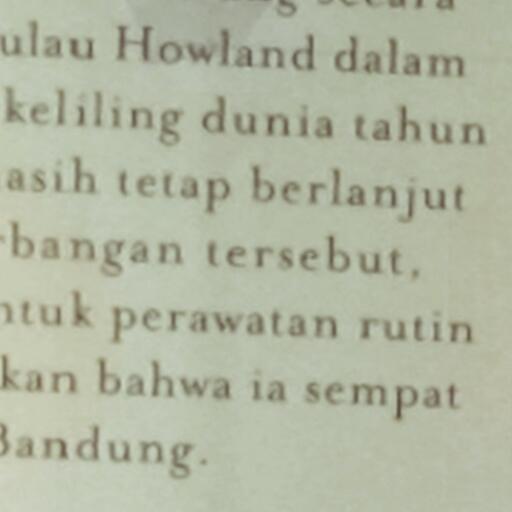 secara
ulau Howland dalam
keliling dunia tahun
asih tetap berlanjut
bangan tersebut,
ntuk perawatan rutin
kan bahwa ia sempat
Bandung.